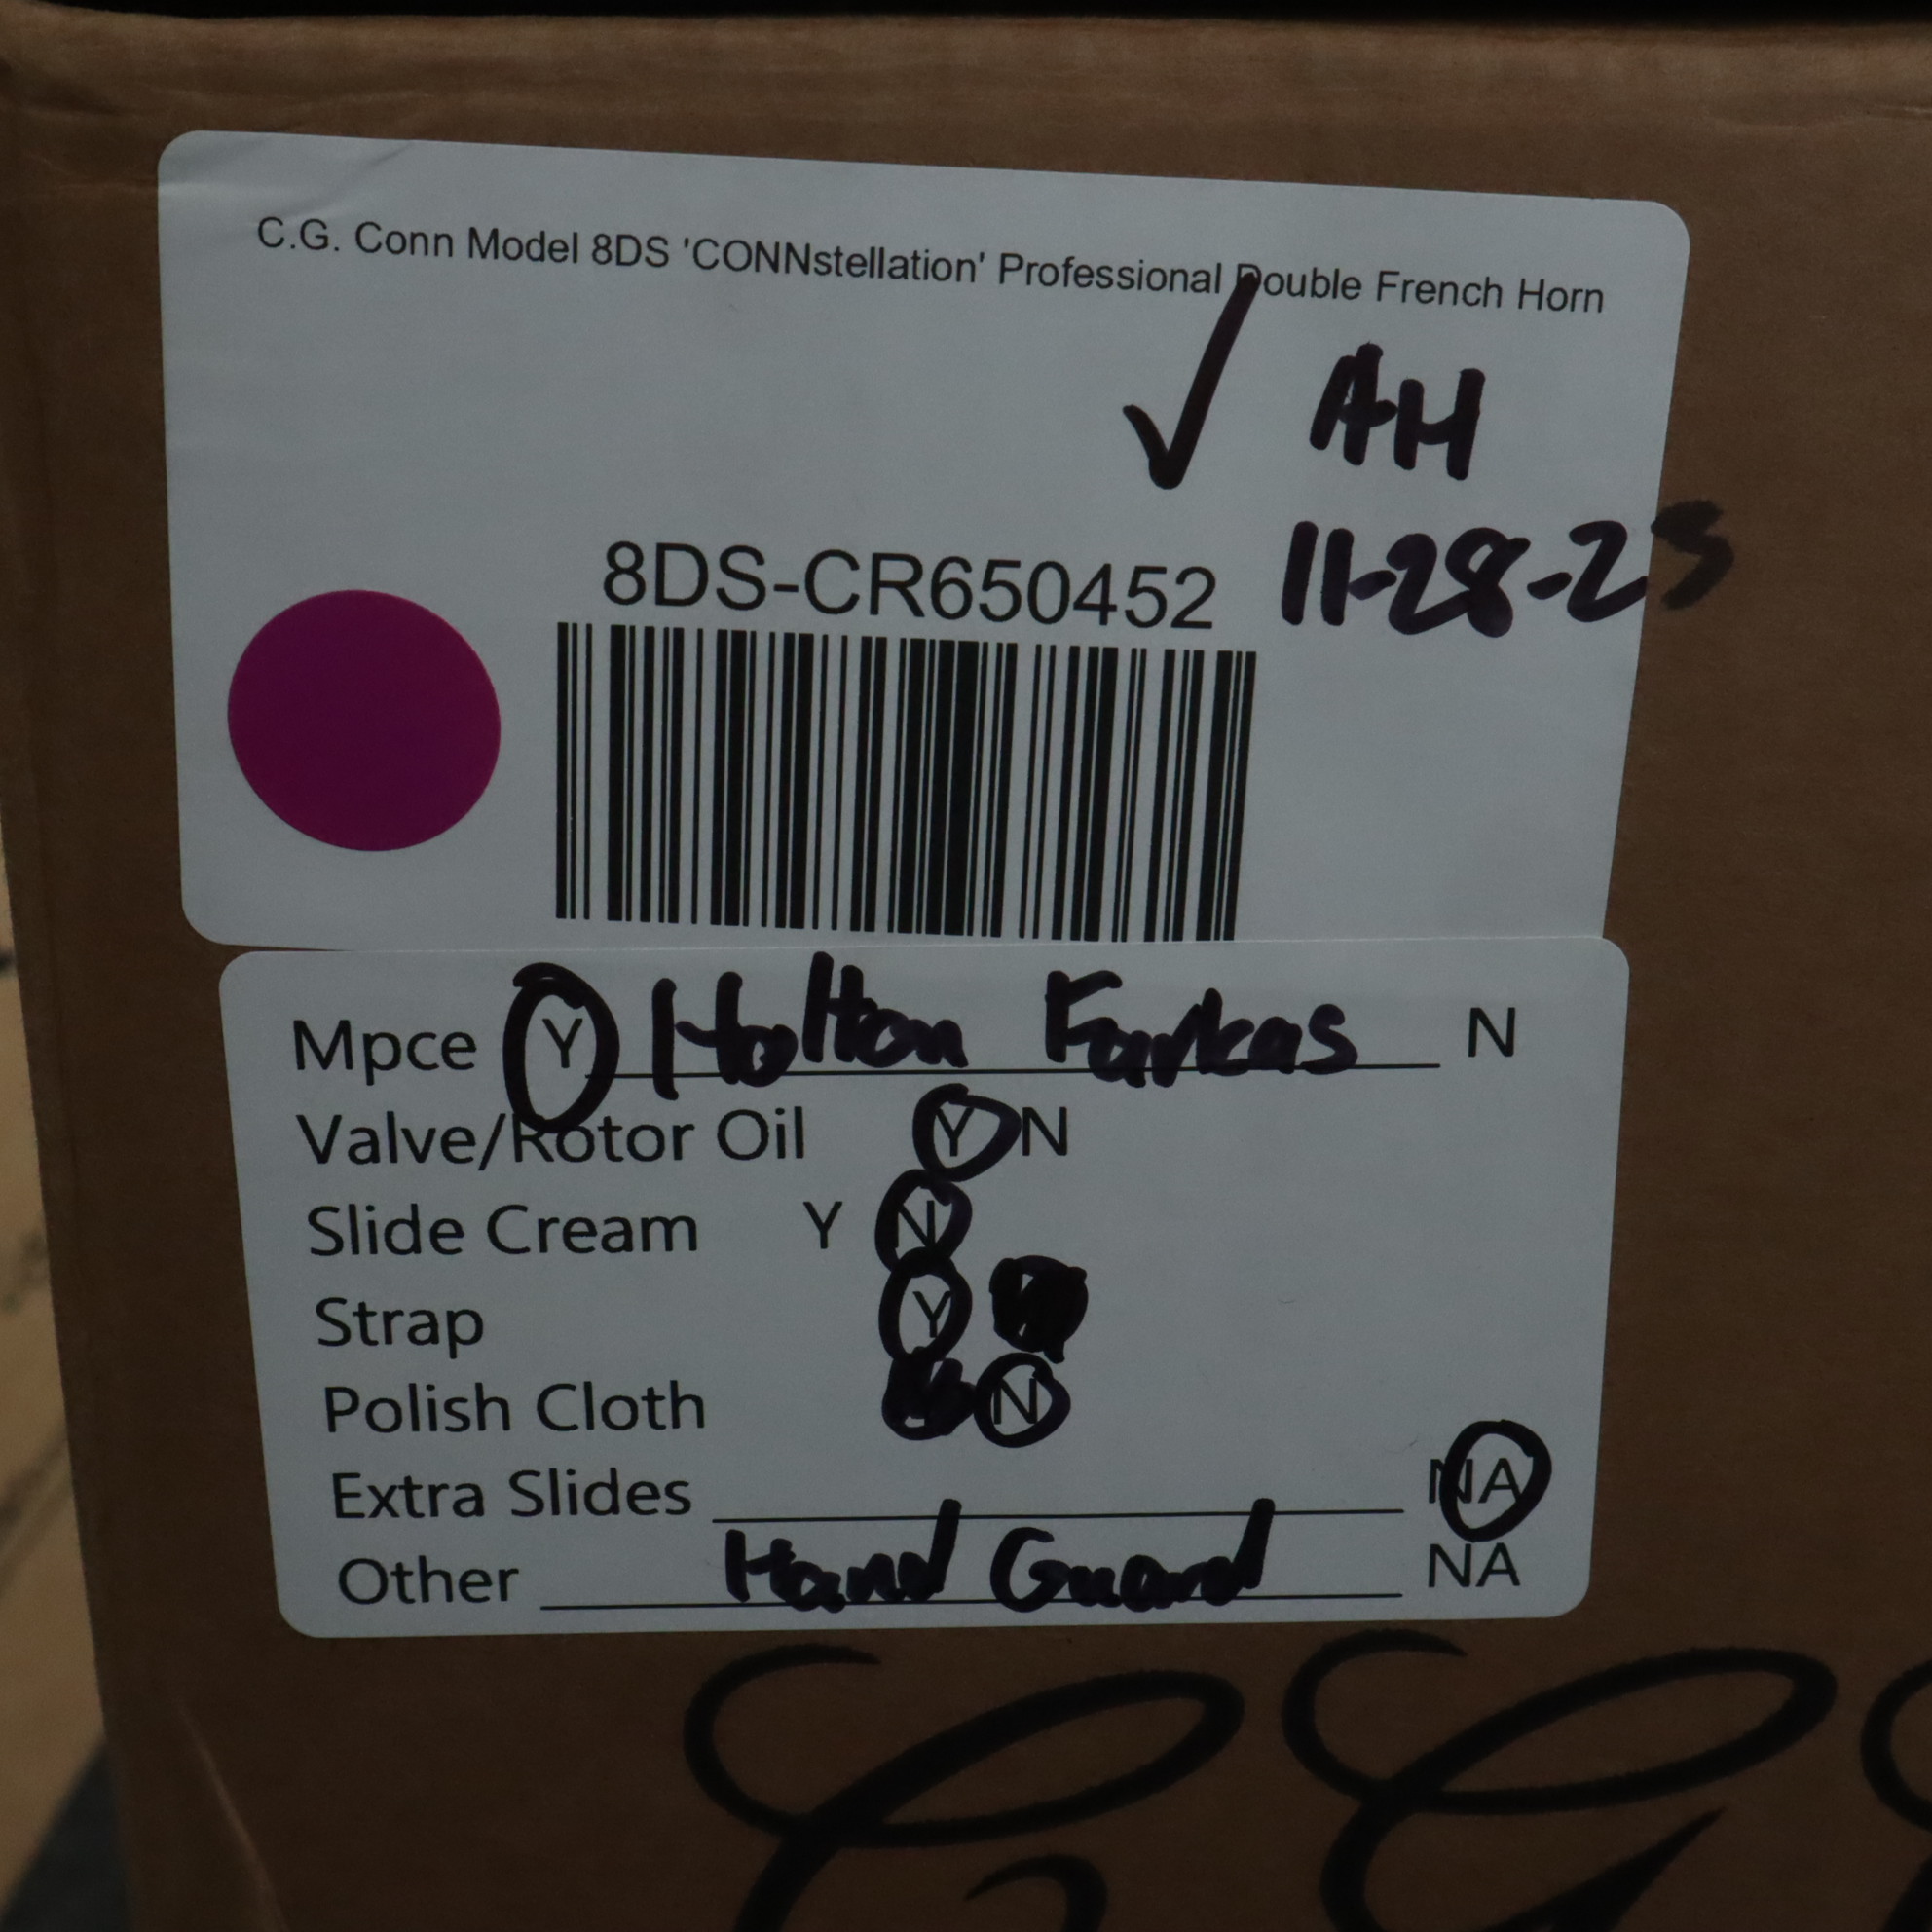 C.G. Conn Model 8DS 'CONNstellation' Professional Double French Horn
✓ AH
8DS-CR650452 11-28-23
Mpce Y Holton Farkas N
Valve/Rotor Oil Y N
Slide Cream Y N
Strap Y
Polish Cloth N
Extra Slides NA
Other Hand Guard NA
C G